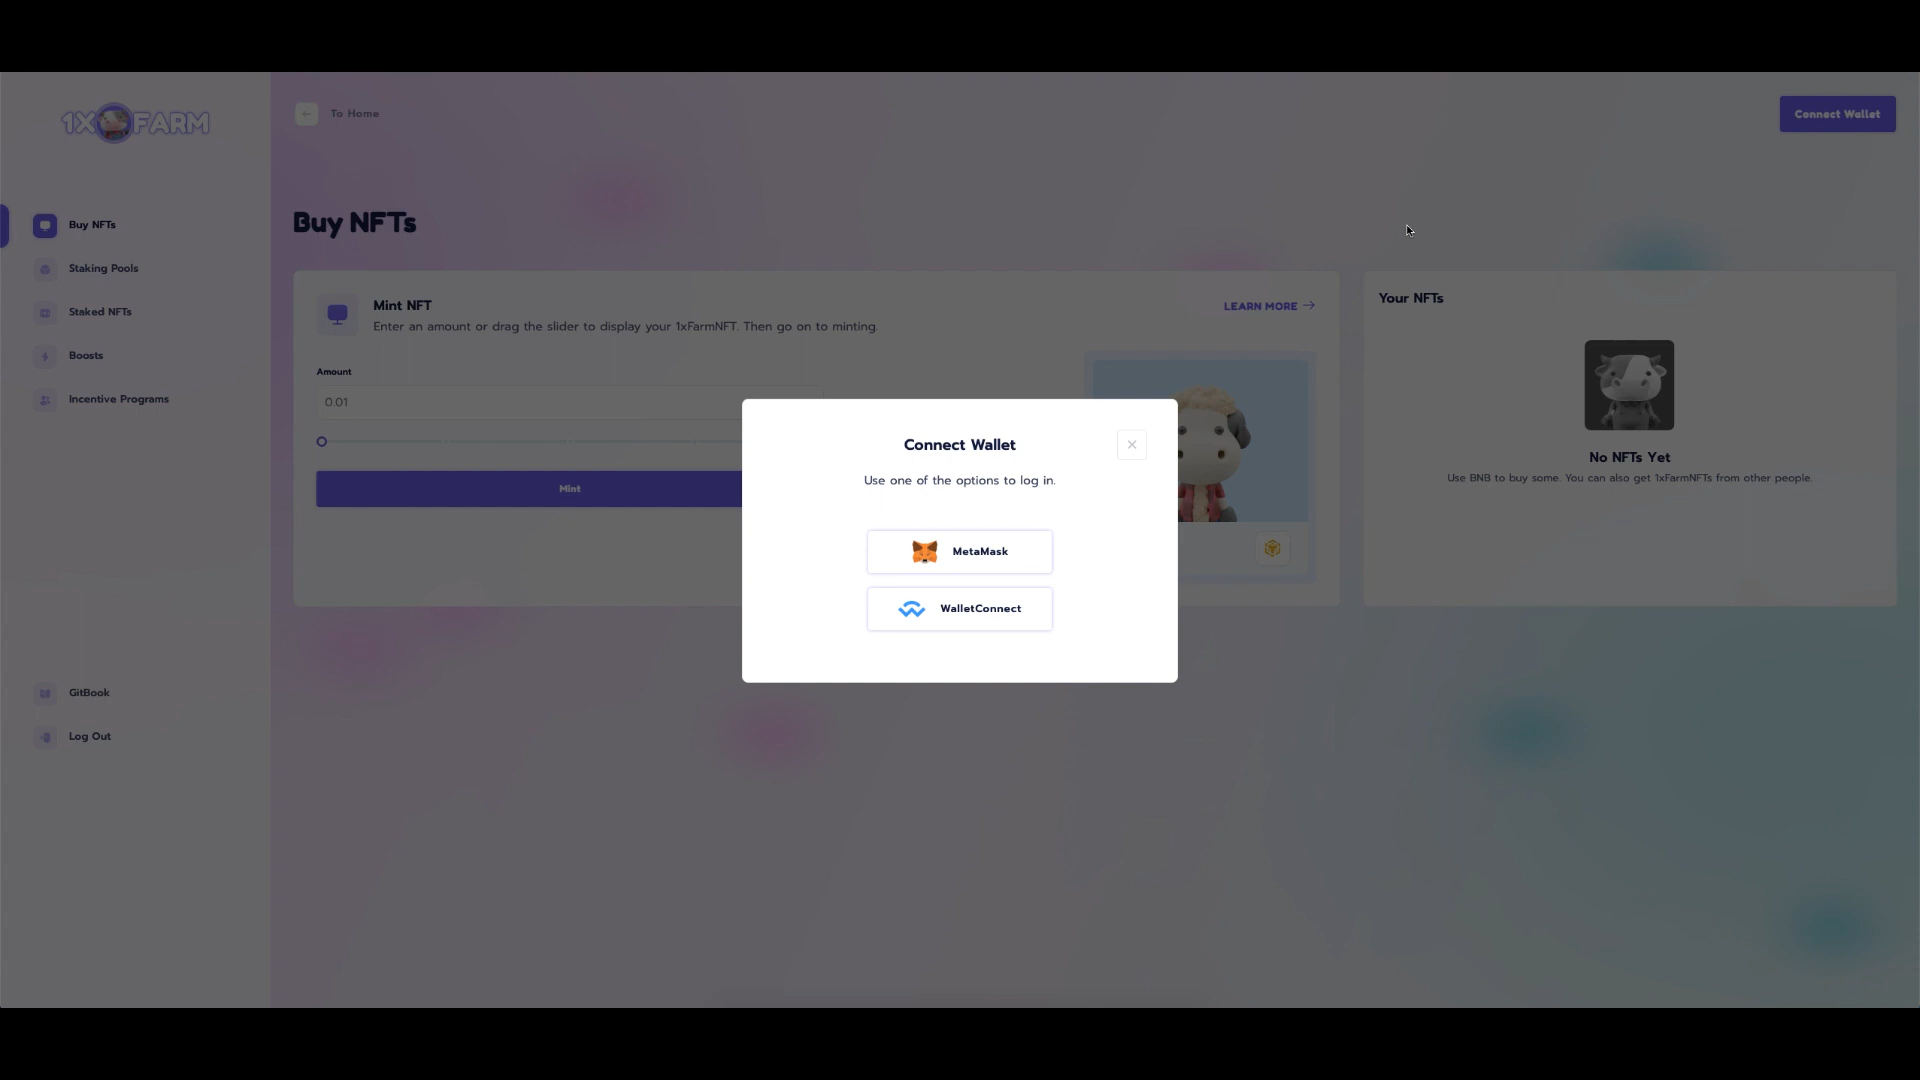 1X FARM
To Home
Connect Wallet
Buy NFTs
Staking Pools
Staked NFTs
Boosts
Incentive Programs
GitBook
Log Out
Buy NFTs
Mint NFT
Enter an amount or drag the slider to display your 1xFarmNFT. Then go on to minting.
LEARN MORE
Amount
0.01
Mint
Your NFTs
No NFTs Yet
Use BNB to buy some. You can also get 1xFarmNFTs from other people.
Connect Wallet
Use one of the options to log in.
MetaMask
WalletConnect